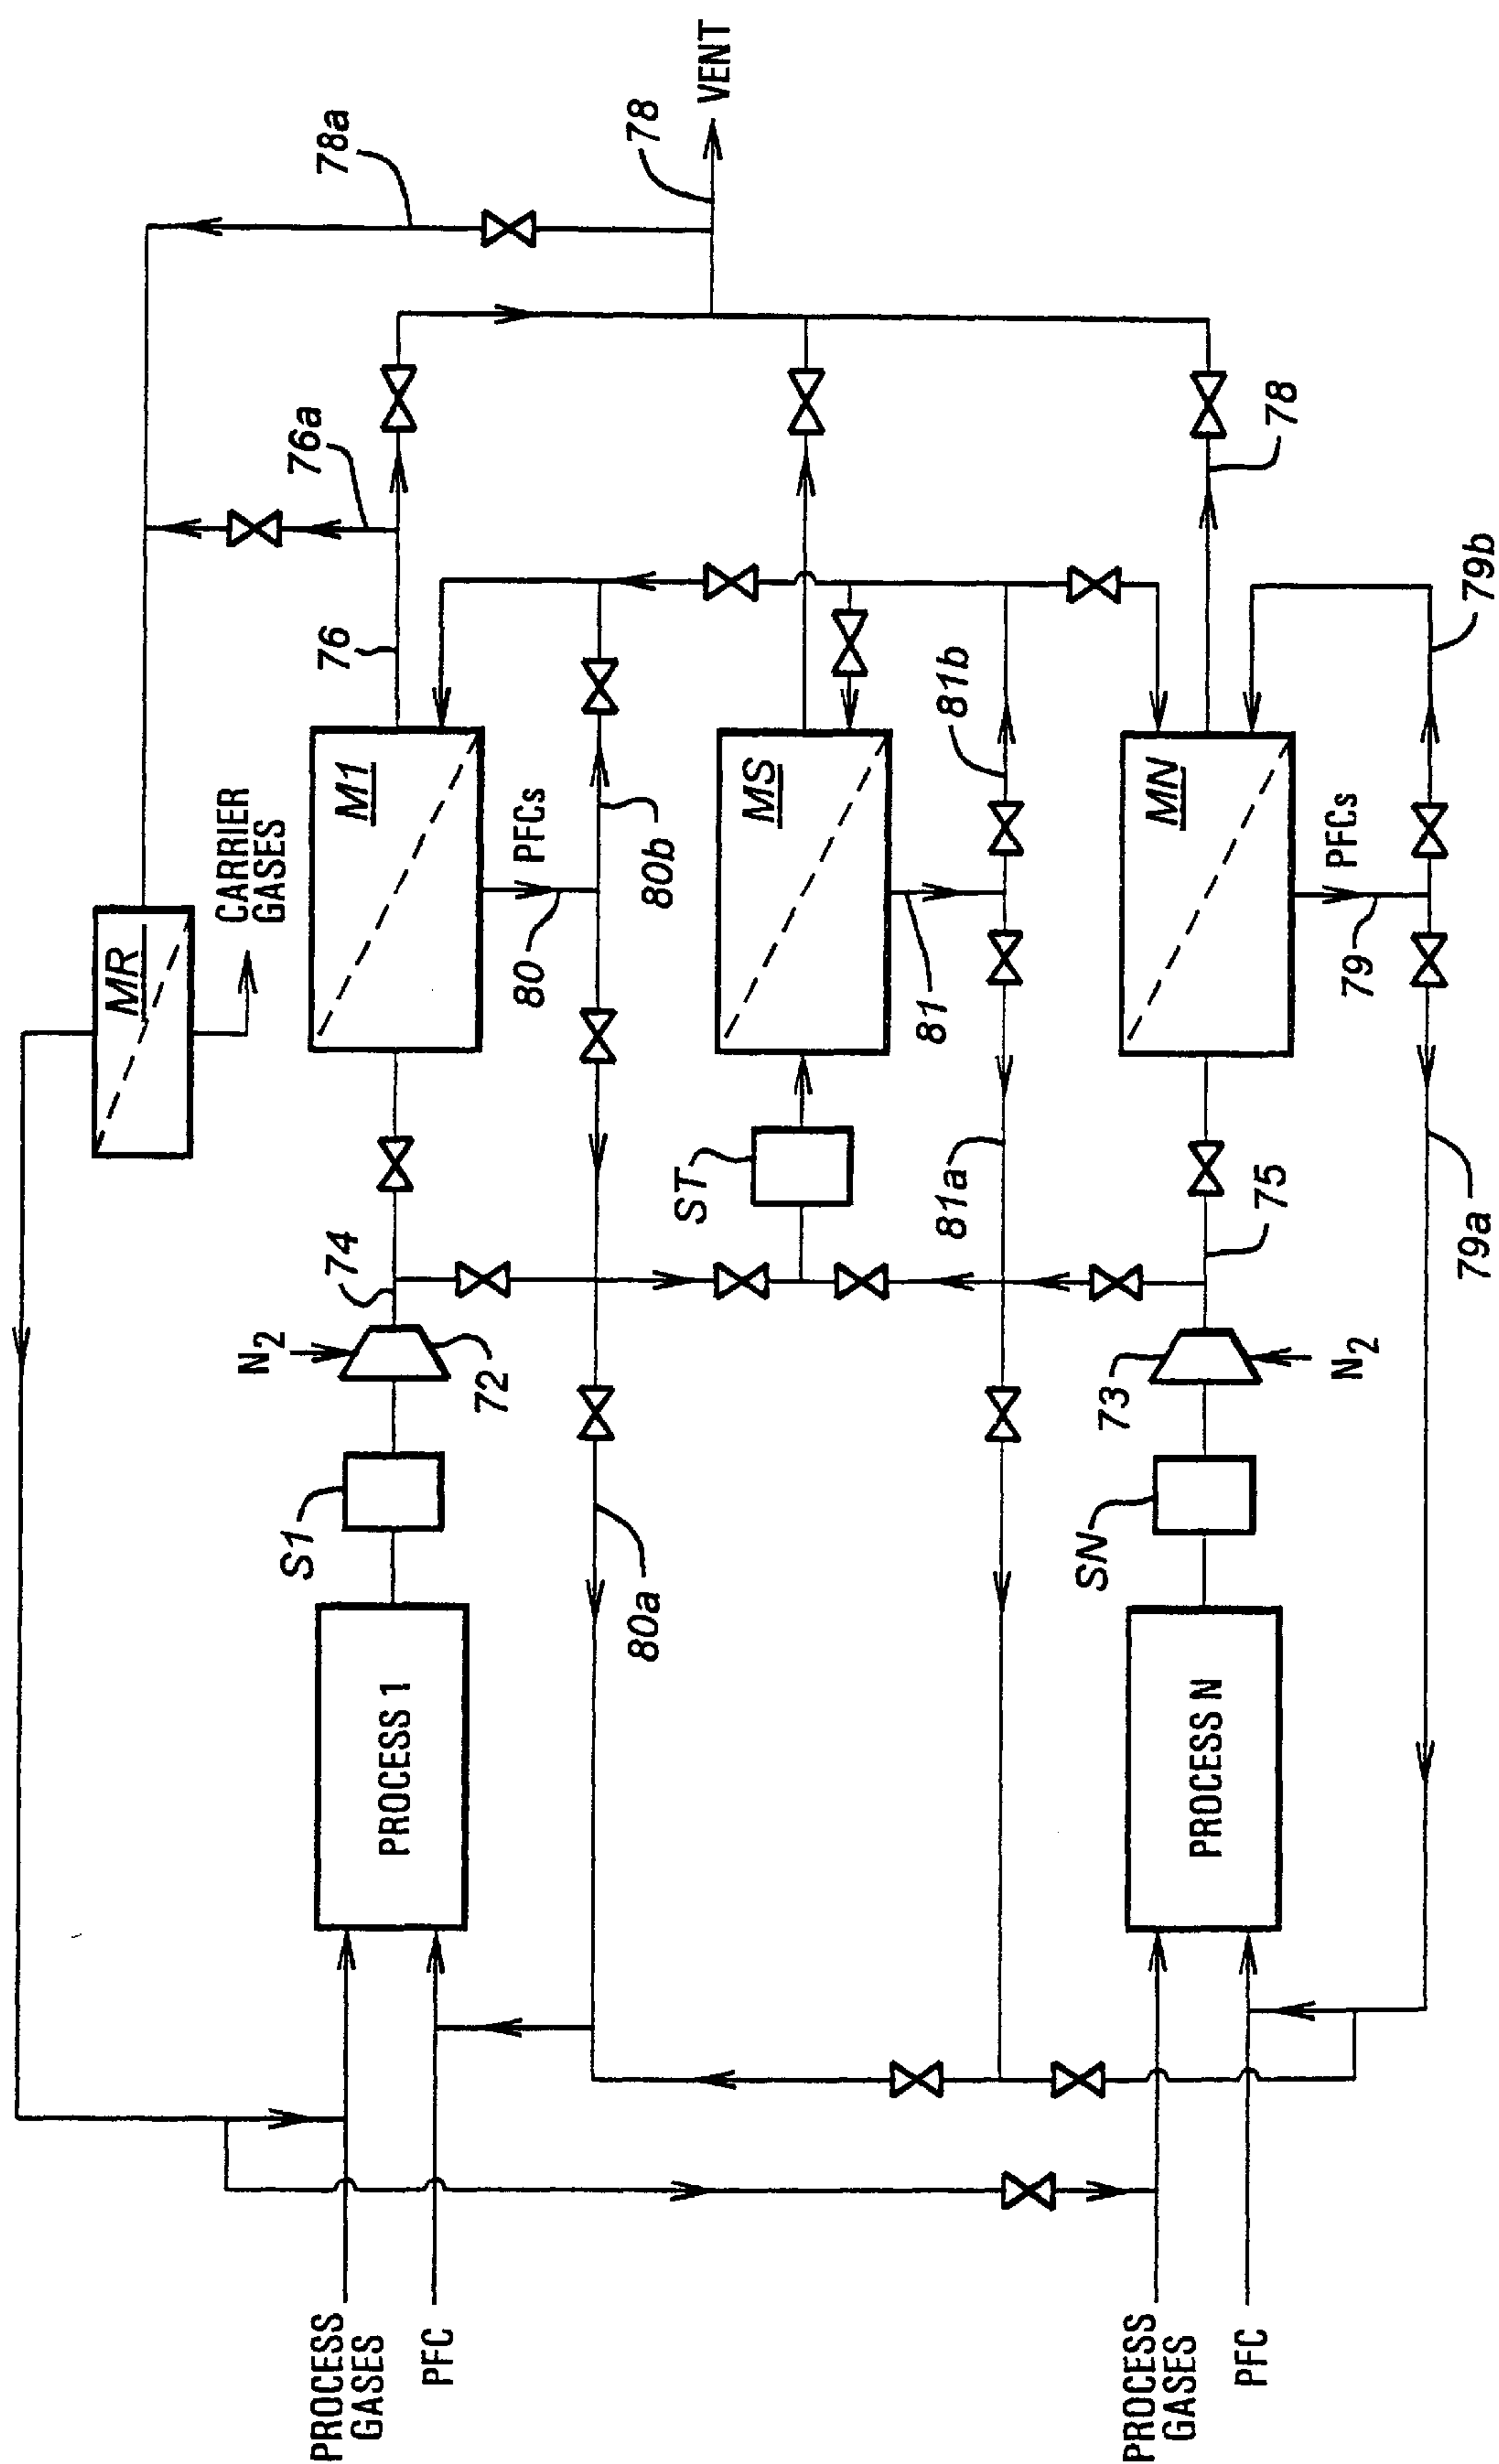 MR
CARRIER
GASES
78a
78
VENT
76a
76
M1
PFCs
80
80b
74
N2
72
S1
PROCESS 1
80a
PROCESS
GASES
PFC
MS
ST
81
81b
81a
MN
78
PFCs
79
79b
79a
75
73
N2
SN
PROCESS N
PROCESS
GASES
PFC